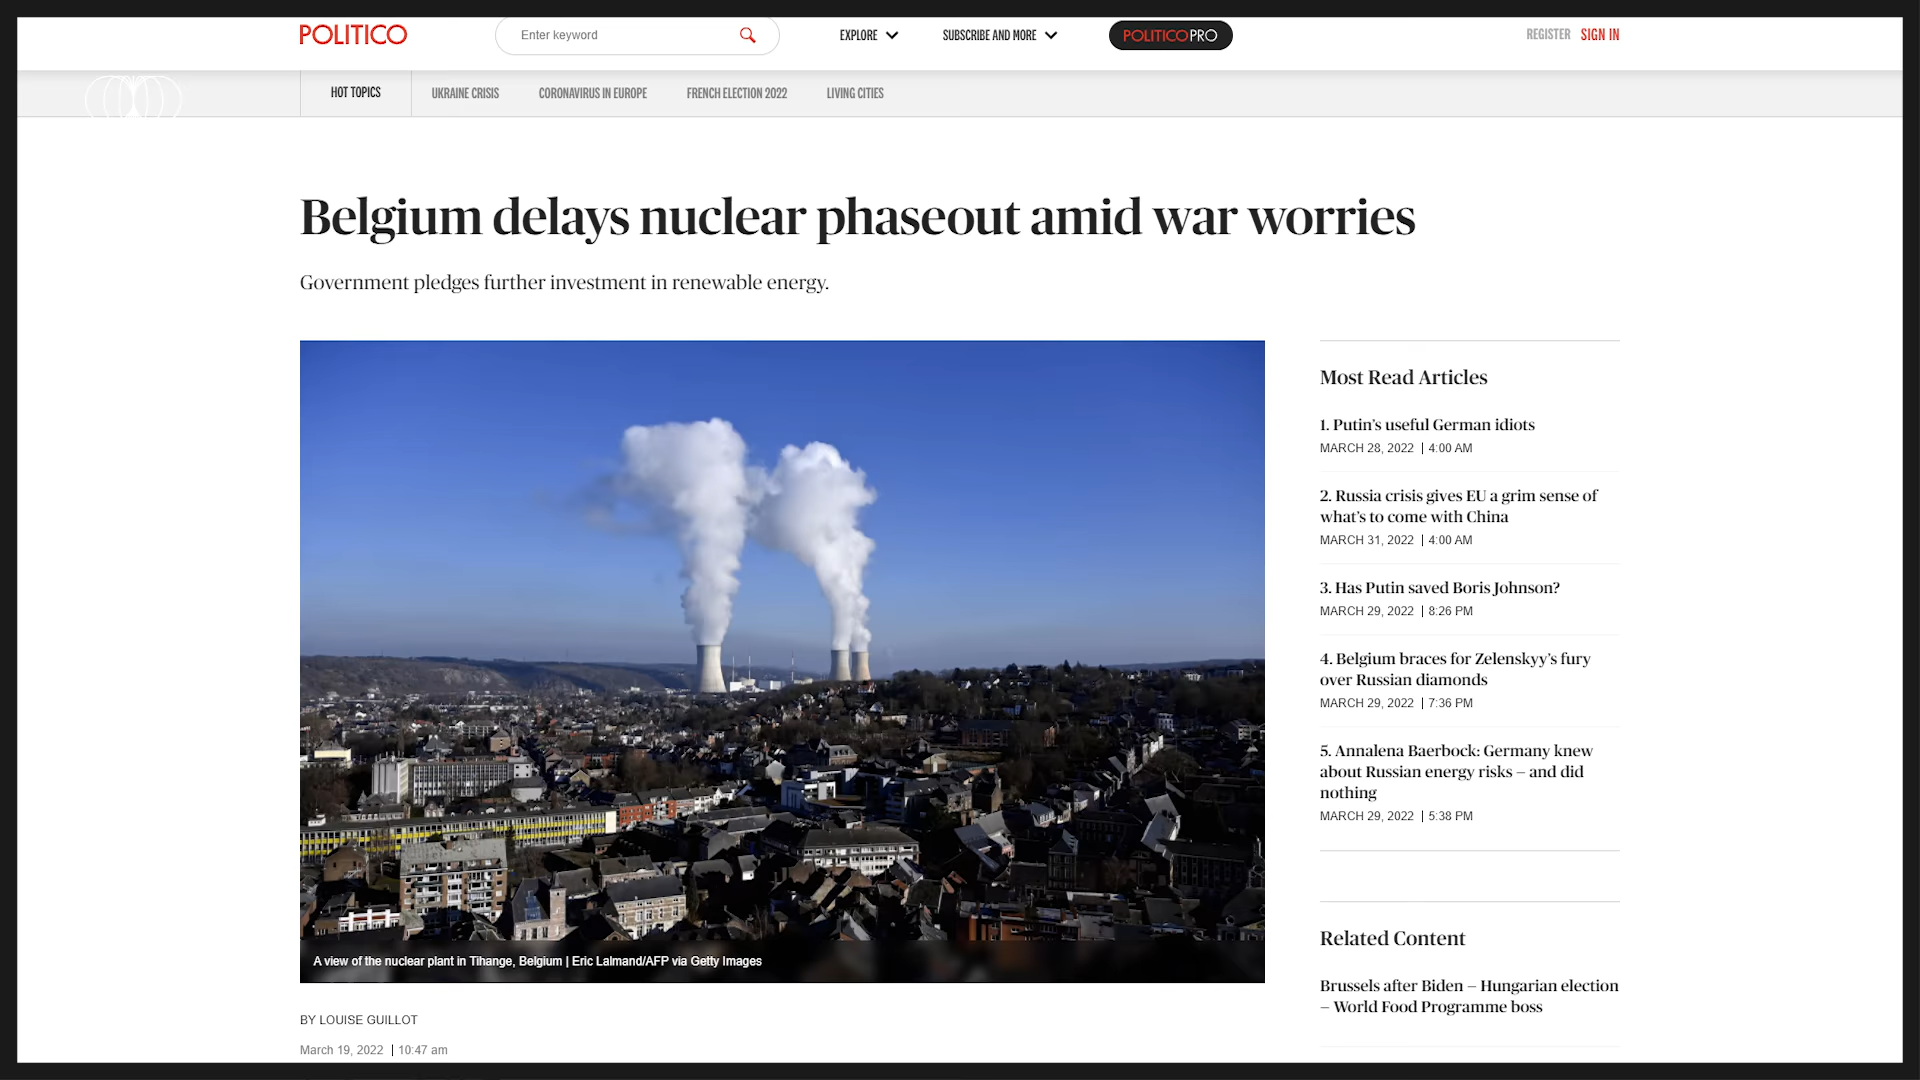 POLITICO
Enter keyword
EXPLORE
SUBSCRIBE AND MORE
POLITICOPRO
REGISTER SIGN IN
HOT TOPICS
UKRAINE CRISIS
CORONAVIRUS IN EUROPE
FRENCH ELECTION 2022
LIVING CITIES
Belgium delays nuclear phaseout amid war worries
Government pledges further investment in renewable energy.
A view of the nuclear plant in Tihange, Belgium | Eric Lalmand/AFP via Getty Images
BY LOUISE GUILLOT
March 19, 2022 | 10:47 am
Most Read Articles
1. Putin’s useful German idiots
MARCH 28, 2022 | 4:00 AM
2. Russia crisis gives EU a grim sense of
what’s to come with China
MARCH 31, 2022 | 4:00 AM
3. Has Putin saved Boris Johnson?
MARCH 29, 2022 | 8:26 PM
4. Belgium braces for Zelenskyy’s fury
over Russian diamonds
MARCH 29, 2022 | 7:36 PM
5. Annalena Baerbock: Germany knew
about Russian energy risks – and did
nothing
MARCH 29, 2022 | 5:38 PM
Related Content
Brussels after Biden – Hungarian election
– World Food Programme boss